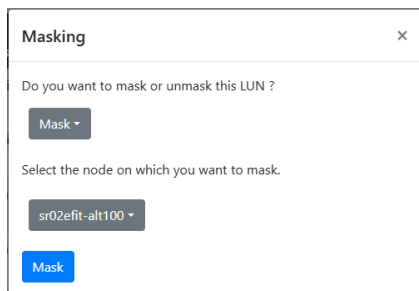 Masking
×
Do you want to mask or unmask this LUN ?
Mask
Select the node on which you want to mask.
sr02efit-alt100
Mask